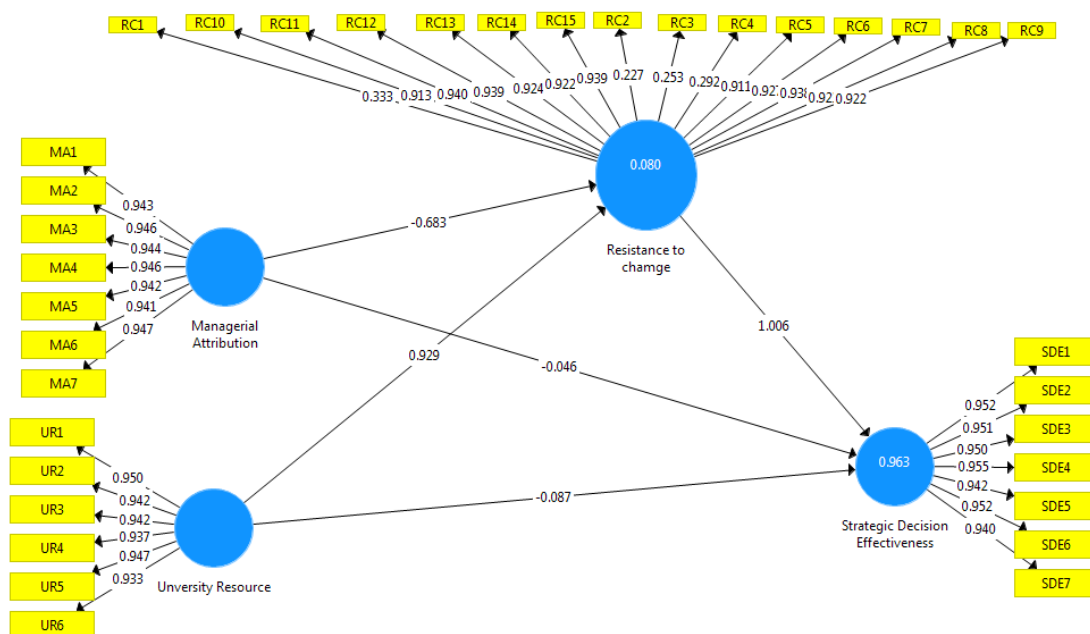 RC1 RC10 RC11 RC12 RC13 RC14 RC15 RC2 RC3 RC4 RC5 RC6 RC7 RC8 RC9
0.333 0.913 0.940 0.939 0.924 0.922 0.939 0.227 0.253 0.292 0.911 0.922
0.080
Resistance to
chamge
MA1
MA2
MA3
MA4
MA5
MA6
MA7
0.943
0.946
0.944
0.946
0.942
0.941
0.947
Managerial
Attribution
-0.683
0.929
-0.046
1.006
-0.087
UR1
UR2
UR3
UR4
UR5
UR6
0.950
0.942
0.942
0.937
0.947
0.933
Unversity Resource
0.963
Strategic Decision
Effectiveness
0.952
0.951
0.950
0.955
0.942
0.952
0.940
SDE1
SDE2
SDE3
SDE4
SDE5
SDE6
SDE7